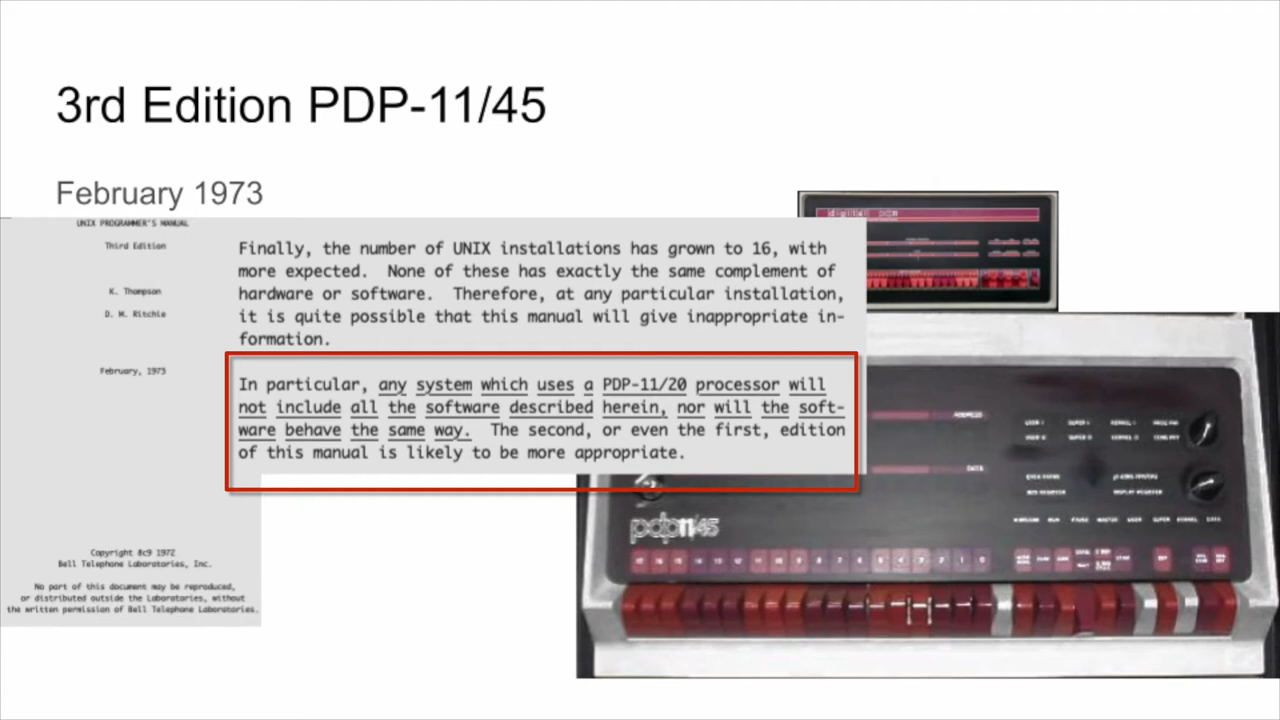 3rd Edition PDP-11/45
February 1973
UNIX PROGRAMMER'S MANUAL
Third Edition
K. Thompson
D. M. Ritchie
February, 1973
Copyright 8c9 1972
Bell Telephone Laboratories, Inc.
No part of this document may be reproduced,
or distributed outside the Laboratories, without
the written permission of Bell Telephone Laboratories.
Finally, the number of UNIX installations has grown to 16, with
more expected. None of these has exactly the same complement of
hardware or software. Therefore, at any particular installation,
it is quite possible that this manual will give inappropriate in-
formation.
In particular, any system which uses a PDP-11/20 processor will
not include all the software described herein, nor will the soft-
ware behave the same way. The second, or even the first, edition
of this manual is likely to be more appropriate.
ADDRESS
DATA
pdp11/45